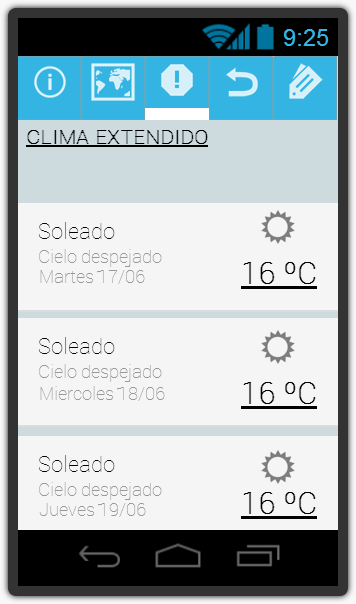 9:25
CLIMA EXTENDIDO
Soleado
Cielo despejado
Martes 17/06
16 ºC
Soleado
Cielo despejado
Miercoles 18/06
16 ºC
Soleado
Cielo despejado
Jueves 19/06
16 ºC